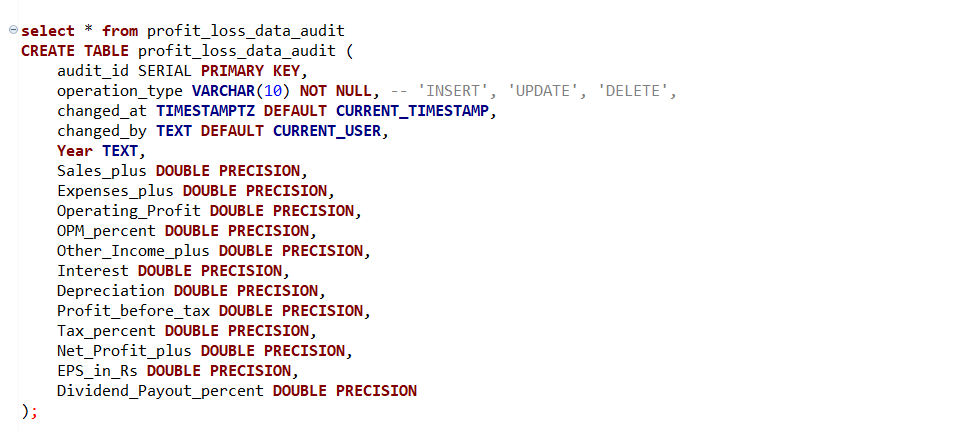 select * from profit_loss_data_audit
CREATE TABLE profit_loss_data_audit (
    audit_id SERIAL PRIMARY KEY,
    operation_type VARCHAR(10) NOT NULL, -- 'INSERT', 'UPDATE', 'DELETE',
    changed_at TIMESTAMPTZ DEFAULT CURRENT_TIMESTAMP,
    changed_by TEXT DEFAULT CURRENT_USER,
    Year TEXT,
    Sales_plus DOUBLE PRECISION,
    Expenses_plus DOUBLE PRECISION,
    Operating_Profit DOUBLE PRECISION,
    OPM_percent DOUBLE PRECISION,
    Other_Income_plus DOUBLE PRECISION,
    Interest DOUBLE PRECISION,
    Depreciation DOUBLE PRECISION,
    Profit_before_tax DOUBLE PRECISION,
    Tax_percent DOUBLE PRECISION,
    Net_Profit_plus DOUBLE PRECISION,
    EPS_in_Rs DOUBLE PRECISION,
    Dividend_Payout_percent DOUBLE PRECISION
);